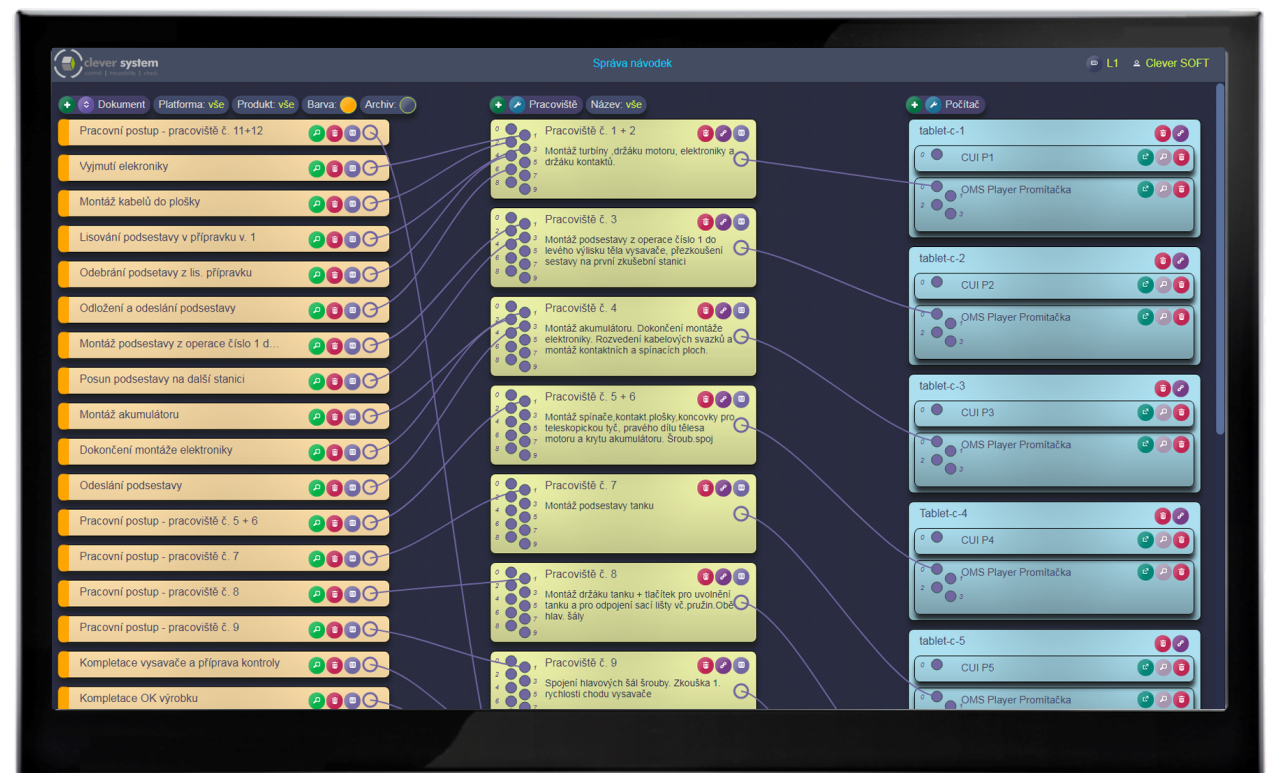 clever system
Správa návodek
L1
Clever SOFT
Dokument
Platforma: vše
Produkt: vše
Barva:
Archiv:
Pracovní postup - pracoviště č. 11+12
Vyjmutí elekroniky
Montáž kabelů do plošky
Lisování podsestavy v přípravku v. 1
Odebrání podsetavy z lis. přípravku
Odložení a odeslání podsestavy
Montáž podsestavy z operace číslo 1 d...
Posun podsestavy na další stanici
Montáž akumulátoru
Dokončení montáže elektroniky
Odeslání podsestavy
Pracovní postup - pracoviště č. 5 + 6
Pracovní postup - pracoviště č. 7
Pracovní postup - pracoviště č. 8
Pracovní postup - pracoviště č. 9
Kompletace vysavače a příprava kontroly
Kompletace OK výrobku
Pracoviště
Název: vše
Pracoviště č. 1 + 2
Montáž turbíny ,držáku motoru, elektroniky a
držáku kontaktů.
Pracoviště č. 3
Montáž podsestavy z operace číslo 1 do
levého výlisku těla vysavače, přezkoušení
sestavy na první zkušební stanici
Pracoviště č. 4
Montáž akumulátoru. Dokončení montáže
elektroniky. Rozvedení kabelových svazků a
montáž kontaktních a spínacích ploch.
Pracoviště č. 5 + 6
Montáž spínače,kontakt.plošky,koncovky pro
teleskopickou tyč, pravého dílu tělesa
motoru a krytu akumulátoru. Šroub.spoj
Pracoviště č. 7
Montáž podsestavy tanku
Pracoviště č. 8
Montáž držáku tanku + tlačítek pro uvolnění
tanku a pro odpojení sací lišty vč.pružin.Obě
hlav. šály
Pracoviště č. 9
Spojení hlavových šál šrouby. Zkouška 1.
rychlosti chodu vysavače
Počítač
tablet-c-1
CUI P1
OMS Player Promítačka
tablet-c-2
CUI P2
OMS Player Promítačka
tablet-c-3
CUI P3
OMS Player Promítačka
Tablet-c-4
CUI P4
OMS Player Promítačka
tablet-c-5
CUI P5
OMS Player Promítačka